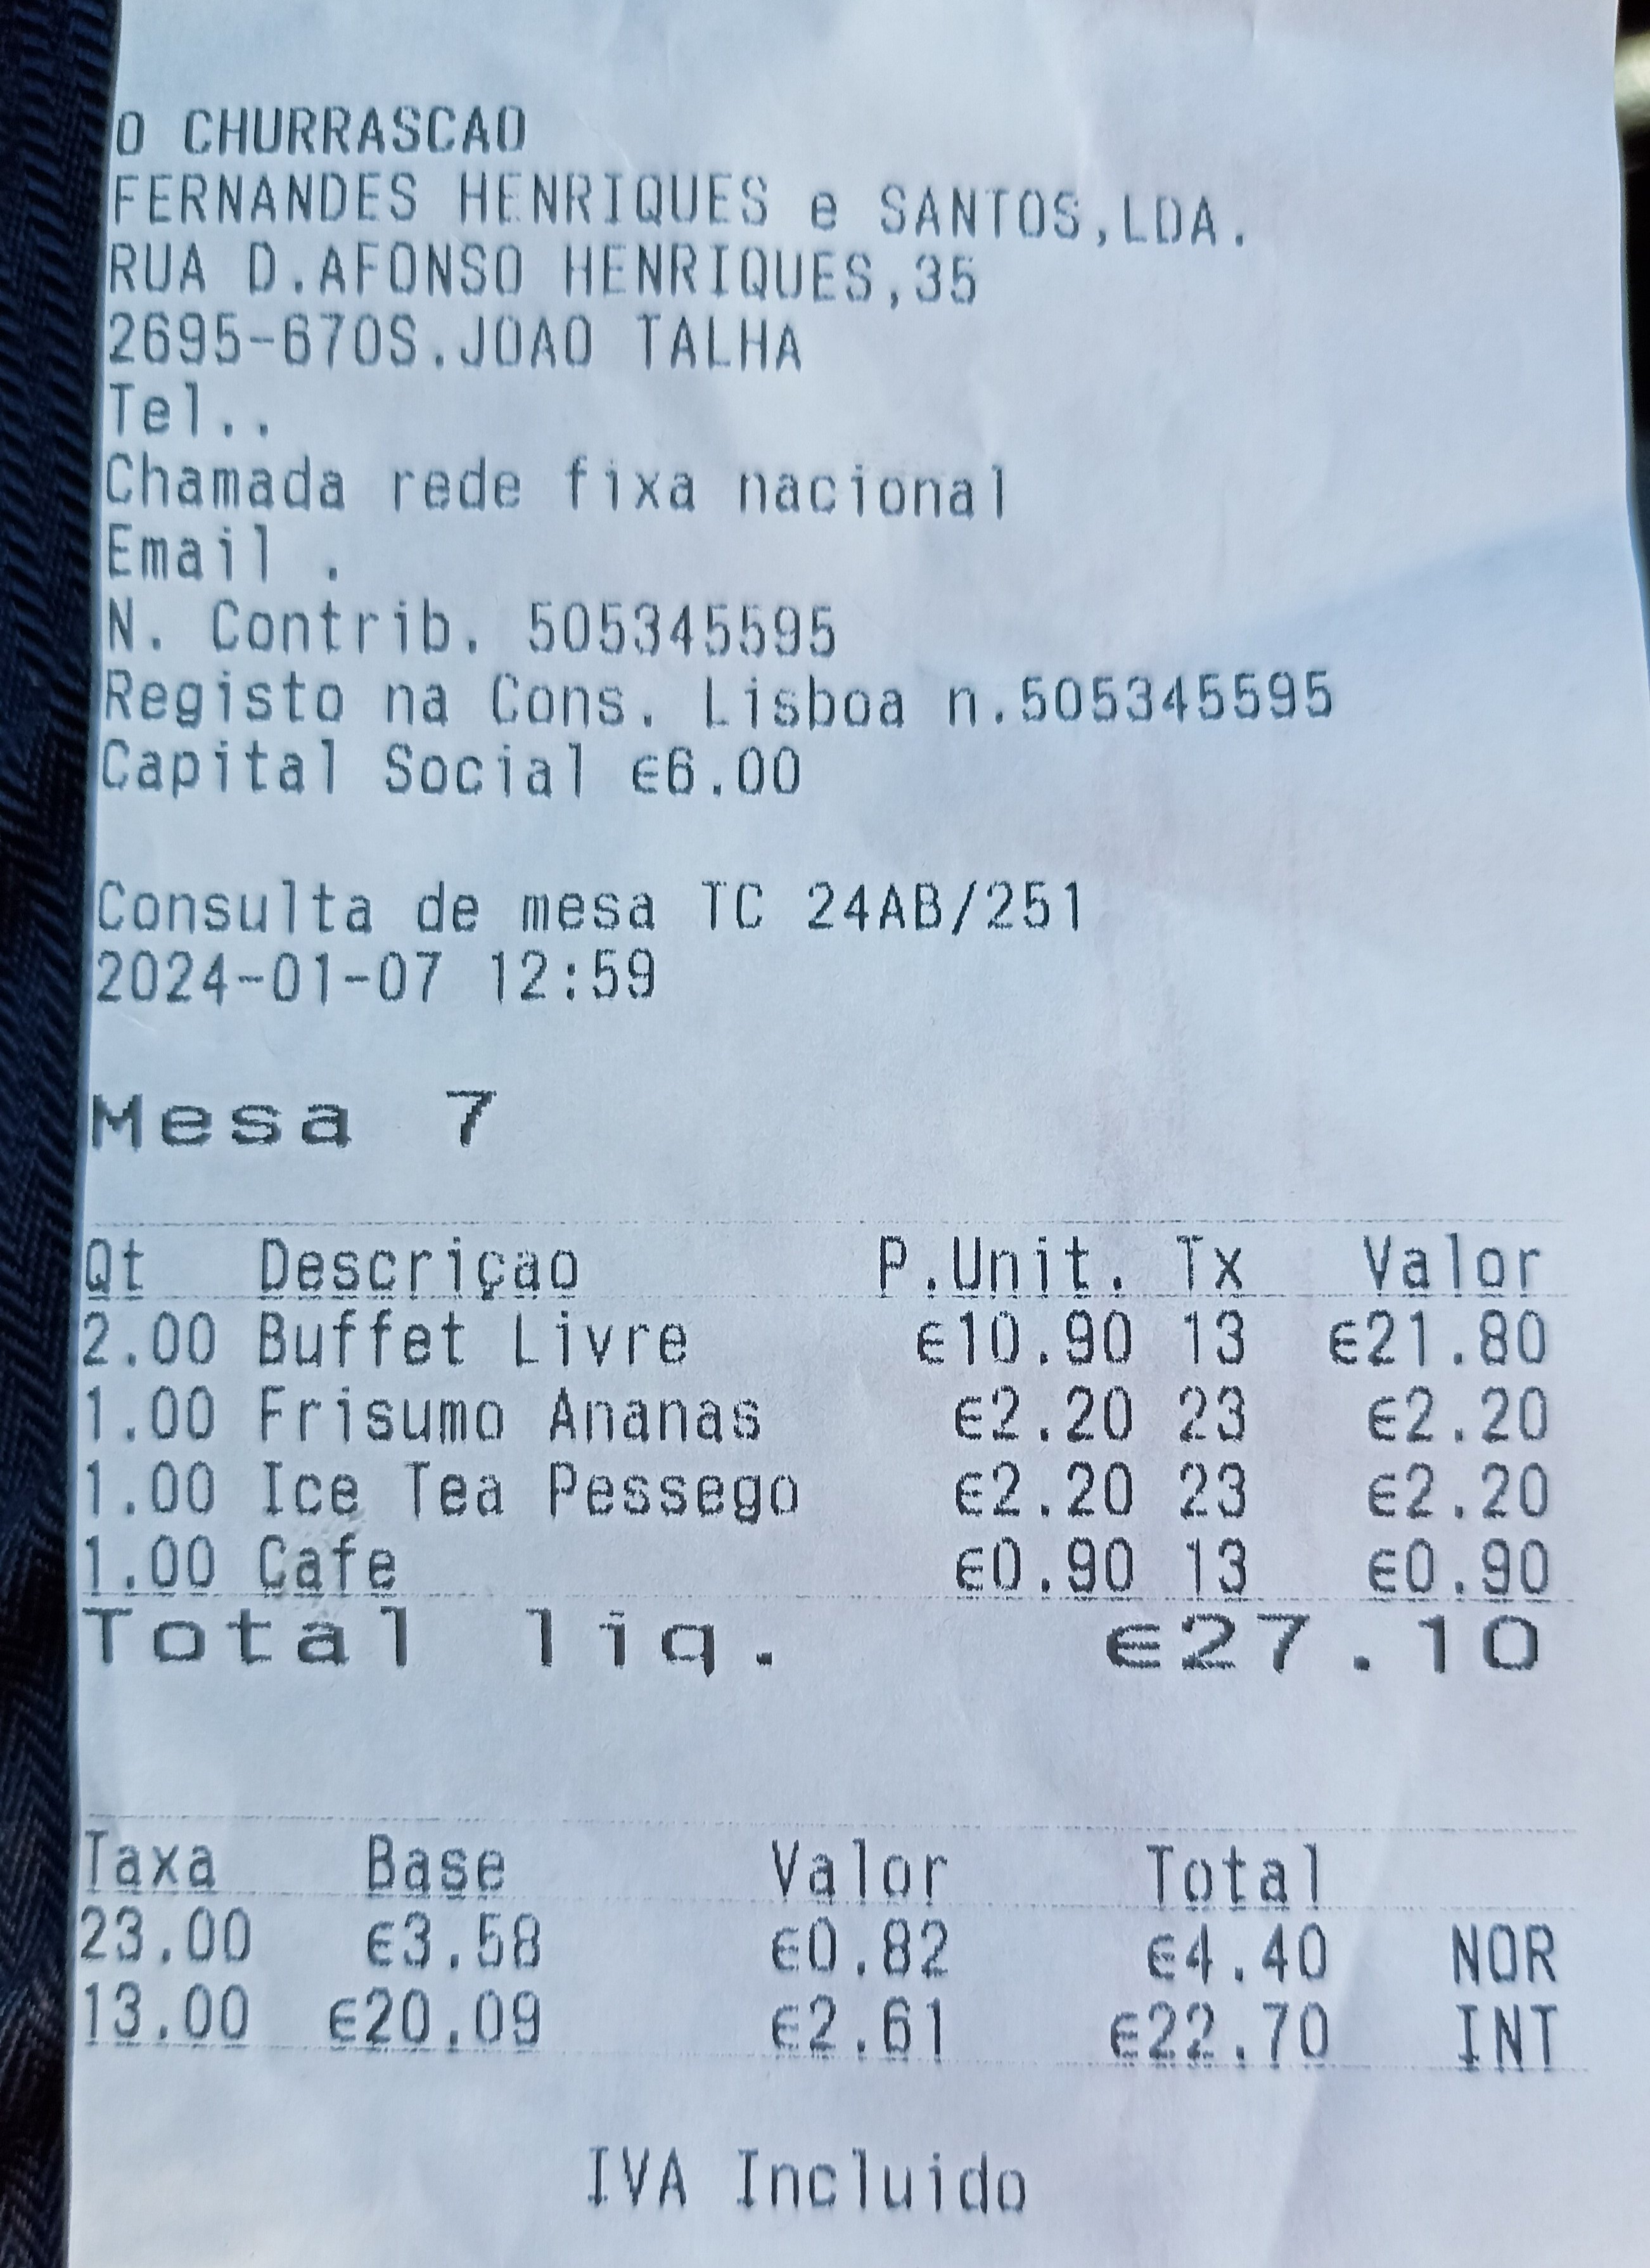 O CHURRASCAO
FERNANDES HENRIQUES e SANTOS,LDA.
RUA D.AFONSO HENRIQUES,35
2695-670S.JOAO TALHA
Tel..
Chamada rede fixa nacional
Email .
N. Contrib. 505345595
Registo na Cons. Lisboa n.505345595
Capital Social €6.00
Consulta de mesa TC 24AB/251
2024-01-07 12:59
Mesa 7
Qt Descriçao P.Unit. Tx Valor
2.00 Buffet Livre €10.90 13 €21.80
1.00 Frisumo Ananas €2.20 23 €2.20
1.00 Ice Tea Pessego €2.20 23 €2.20
1.00 Cafe €0.90 13 €0.90
Total liq. €27.10
Taxa Base Valor Total
23.00 €3.58 €0.82 €4.40 NOR
13.00 €20.09 €2.61 €22.70 INT
IVA Incluido